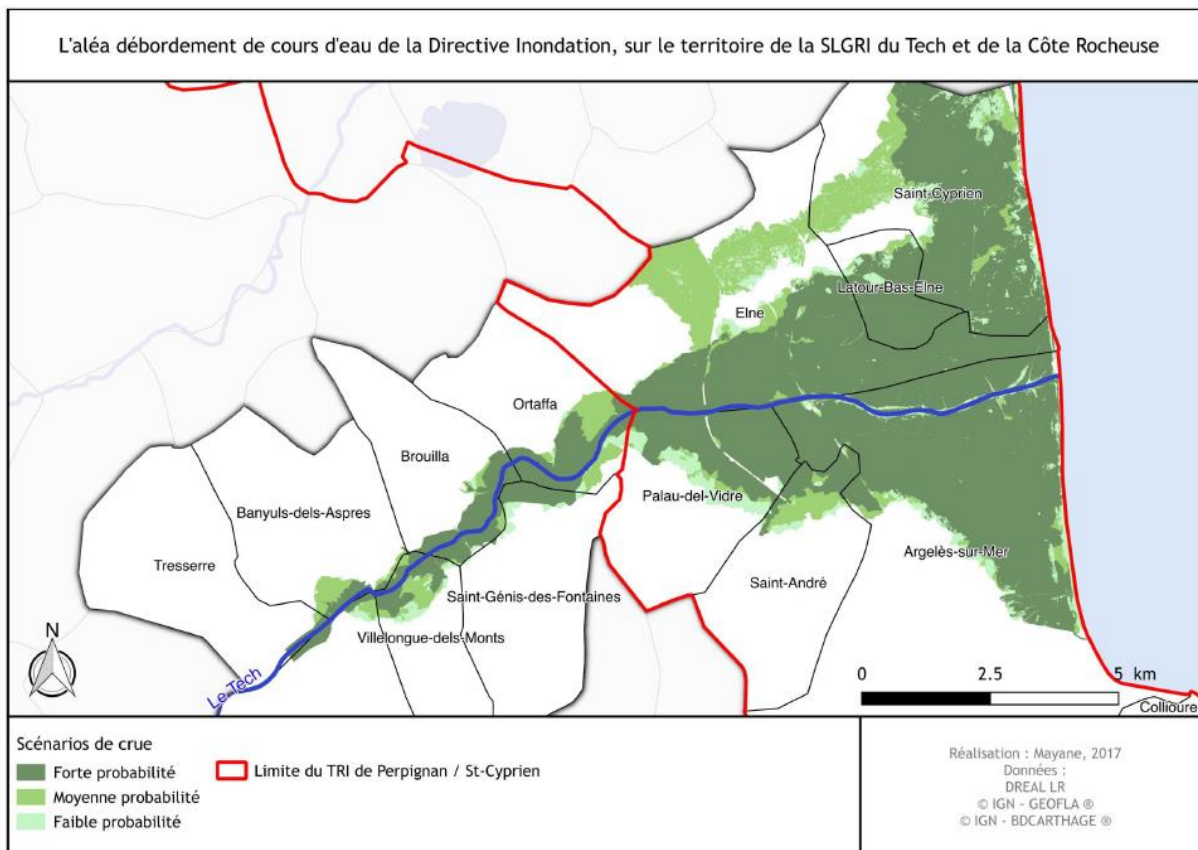 L'aléa débordement de cours d'eau de la Directive Inondation, sur le territoire de la SLGRI du Tech et de la Côte Rocheuse
Saint-Cyprien
Latour-Bas-Elne
Elne
Ortaffa
Brouilla
Banyuls-dels-Aspres
Palau-del-Vidre
Tresserre
Argelès-sur-Mer
Saint-André
Saint-Génis-des-Fontaines
Villelongue-dels-Monts
N
Le Tech
0 2.5 5 km
Collioure
Scénarios de crue
Forte probabilité
Moyenne probabilité
Faible probabilité
Limite du TRI de Perpignan / St-Cyprien
Réalisation : Mayane, 2017
Données :
DREAL LR
© IGN - GEOFLA ®
© IGN - BDCARTHAGE ®